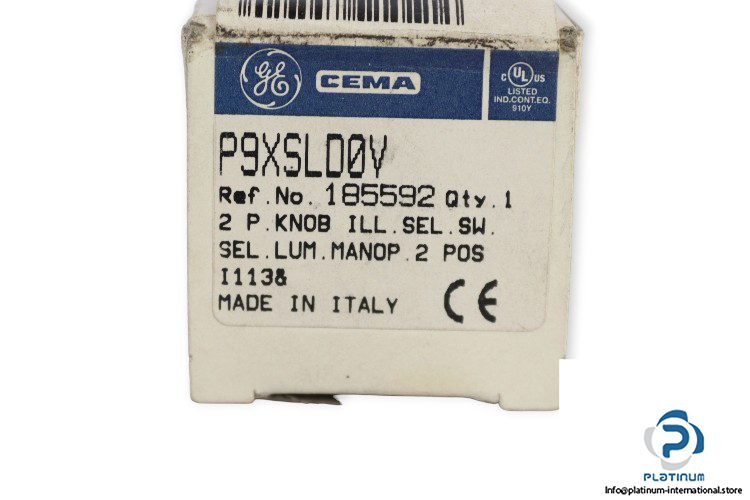 GE CEMA
C UL US
LISTED
IND.CONT.EQ.
910Y
P9XSLD0V
Ref.No. 185592 Qty.1
2 P.KNOB ILL.SEL.SW.
SEL.LUM.MANOP.2 POS
I113&
MADE IN ITALY CE
PLATINUM
Info@platinum-international.store